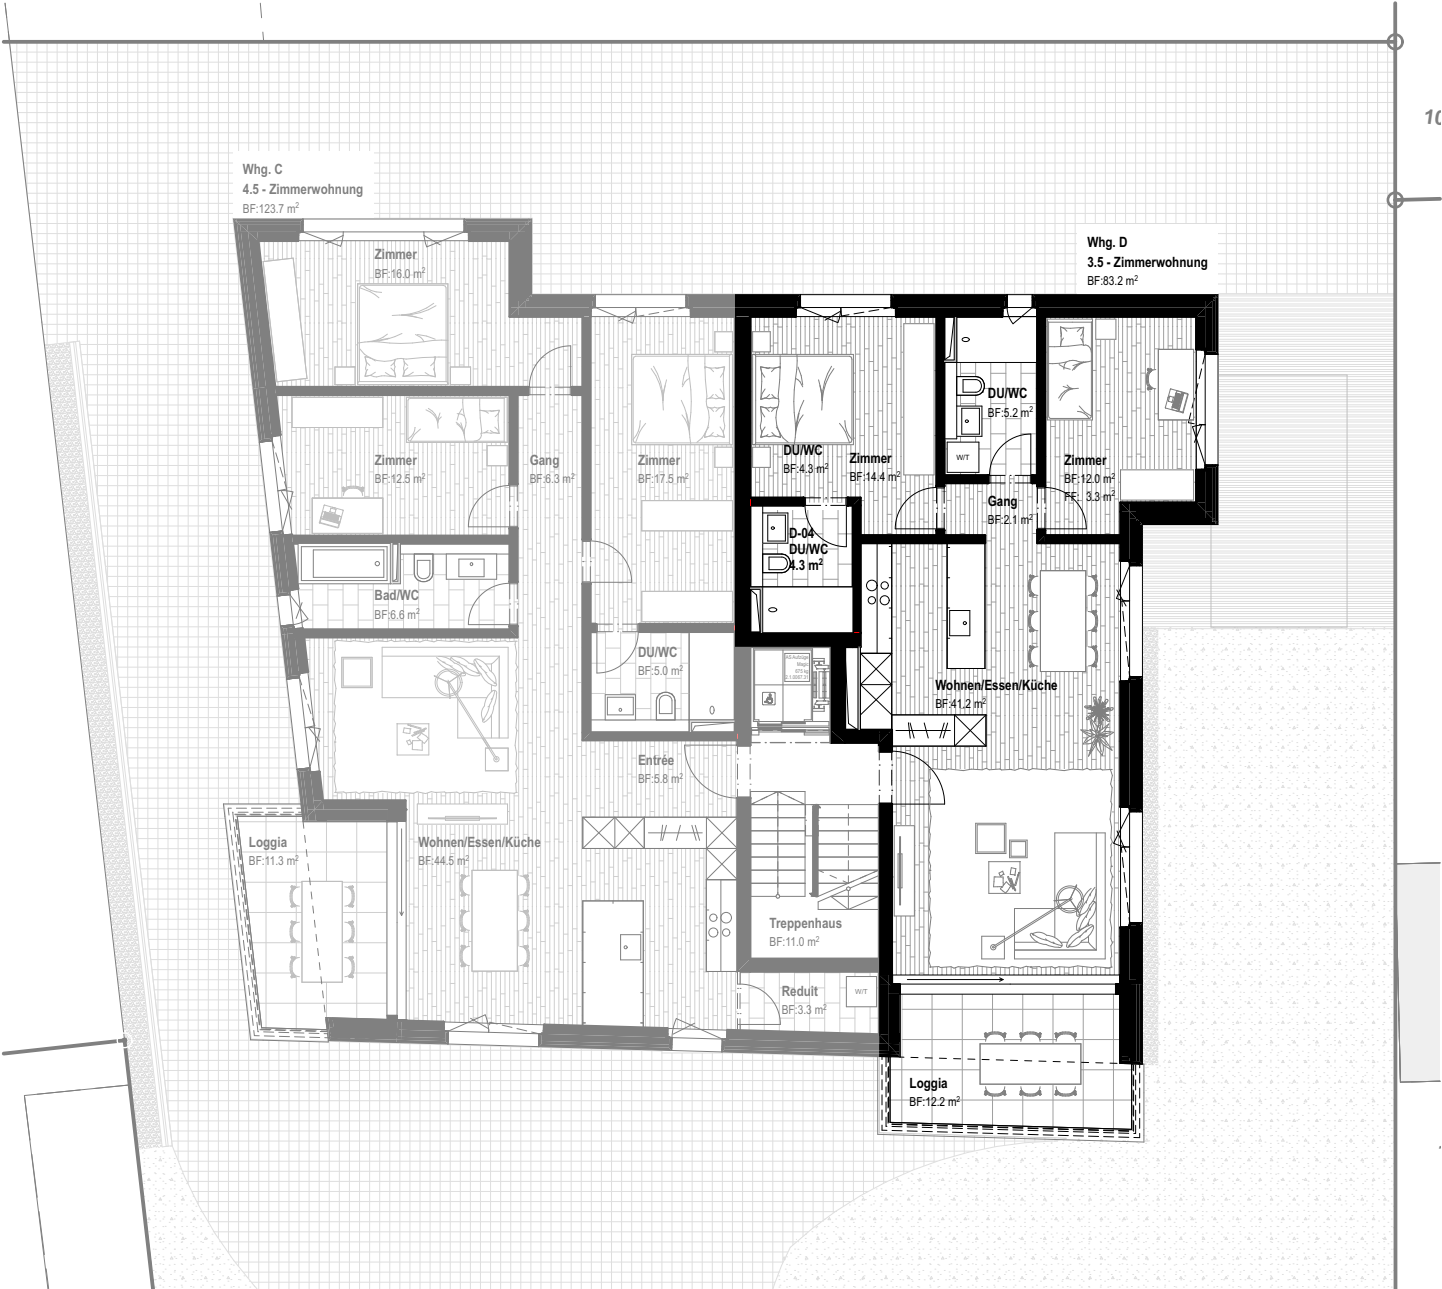 10
Whg. C
4.5 - Zimmerwohnung
BF:123.7 m²
Whg. D
3.5 - Zimmerwohnung
BF:83.2 m²
Zimmer
BF:16.0 m²
Zimmer
BF:12.5 m²
Gang
BF:6.3 m²
Zimmer
BF:17.5 m²
DU/WC
BF:4.3 m²
Zimmer
BF:14.4 m²
DU/WC
BF:5.2 m²
W/T
Zimmer
BF:12.0 m²
FF: 3.3 m²
Gang
BF:2.1 m²
D-04
DU/WC
4.3 m²
Bad/WC
BF:6.6 m²
DU/WC
BF:5.0 m²
Wohnen/Essen/Küche
BF:41.2 m²
Entrée
BF:5.8 m²
Loggia
BF:11.3 m²
Wohnen/Essen/Küche
BF:44.5 m²
Treppenhaus
BF:11.0 m²
Reduit
BF:3.3 m²
W/T
Loggia
BF:12.2 m²